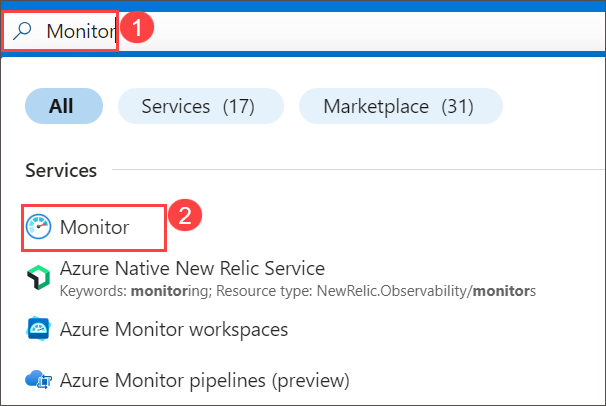 Monitor 1
All Services (17) Marketplace (31)
Services
Monitor 2
Azure Native New Relic Service
Keywords: monitoring; Resource type: NewRelic.Observability/monitors
Azure Monitor workspaces
Azure Monitor pipelines (preview)